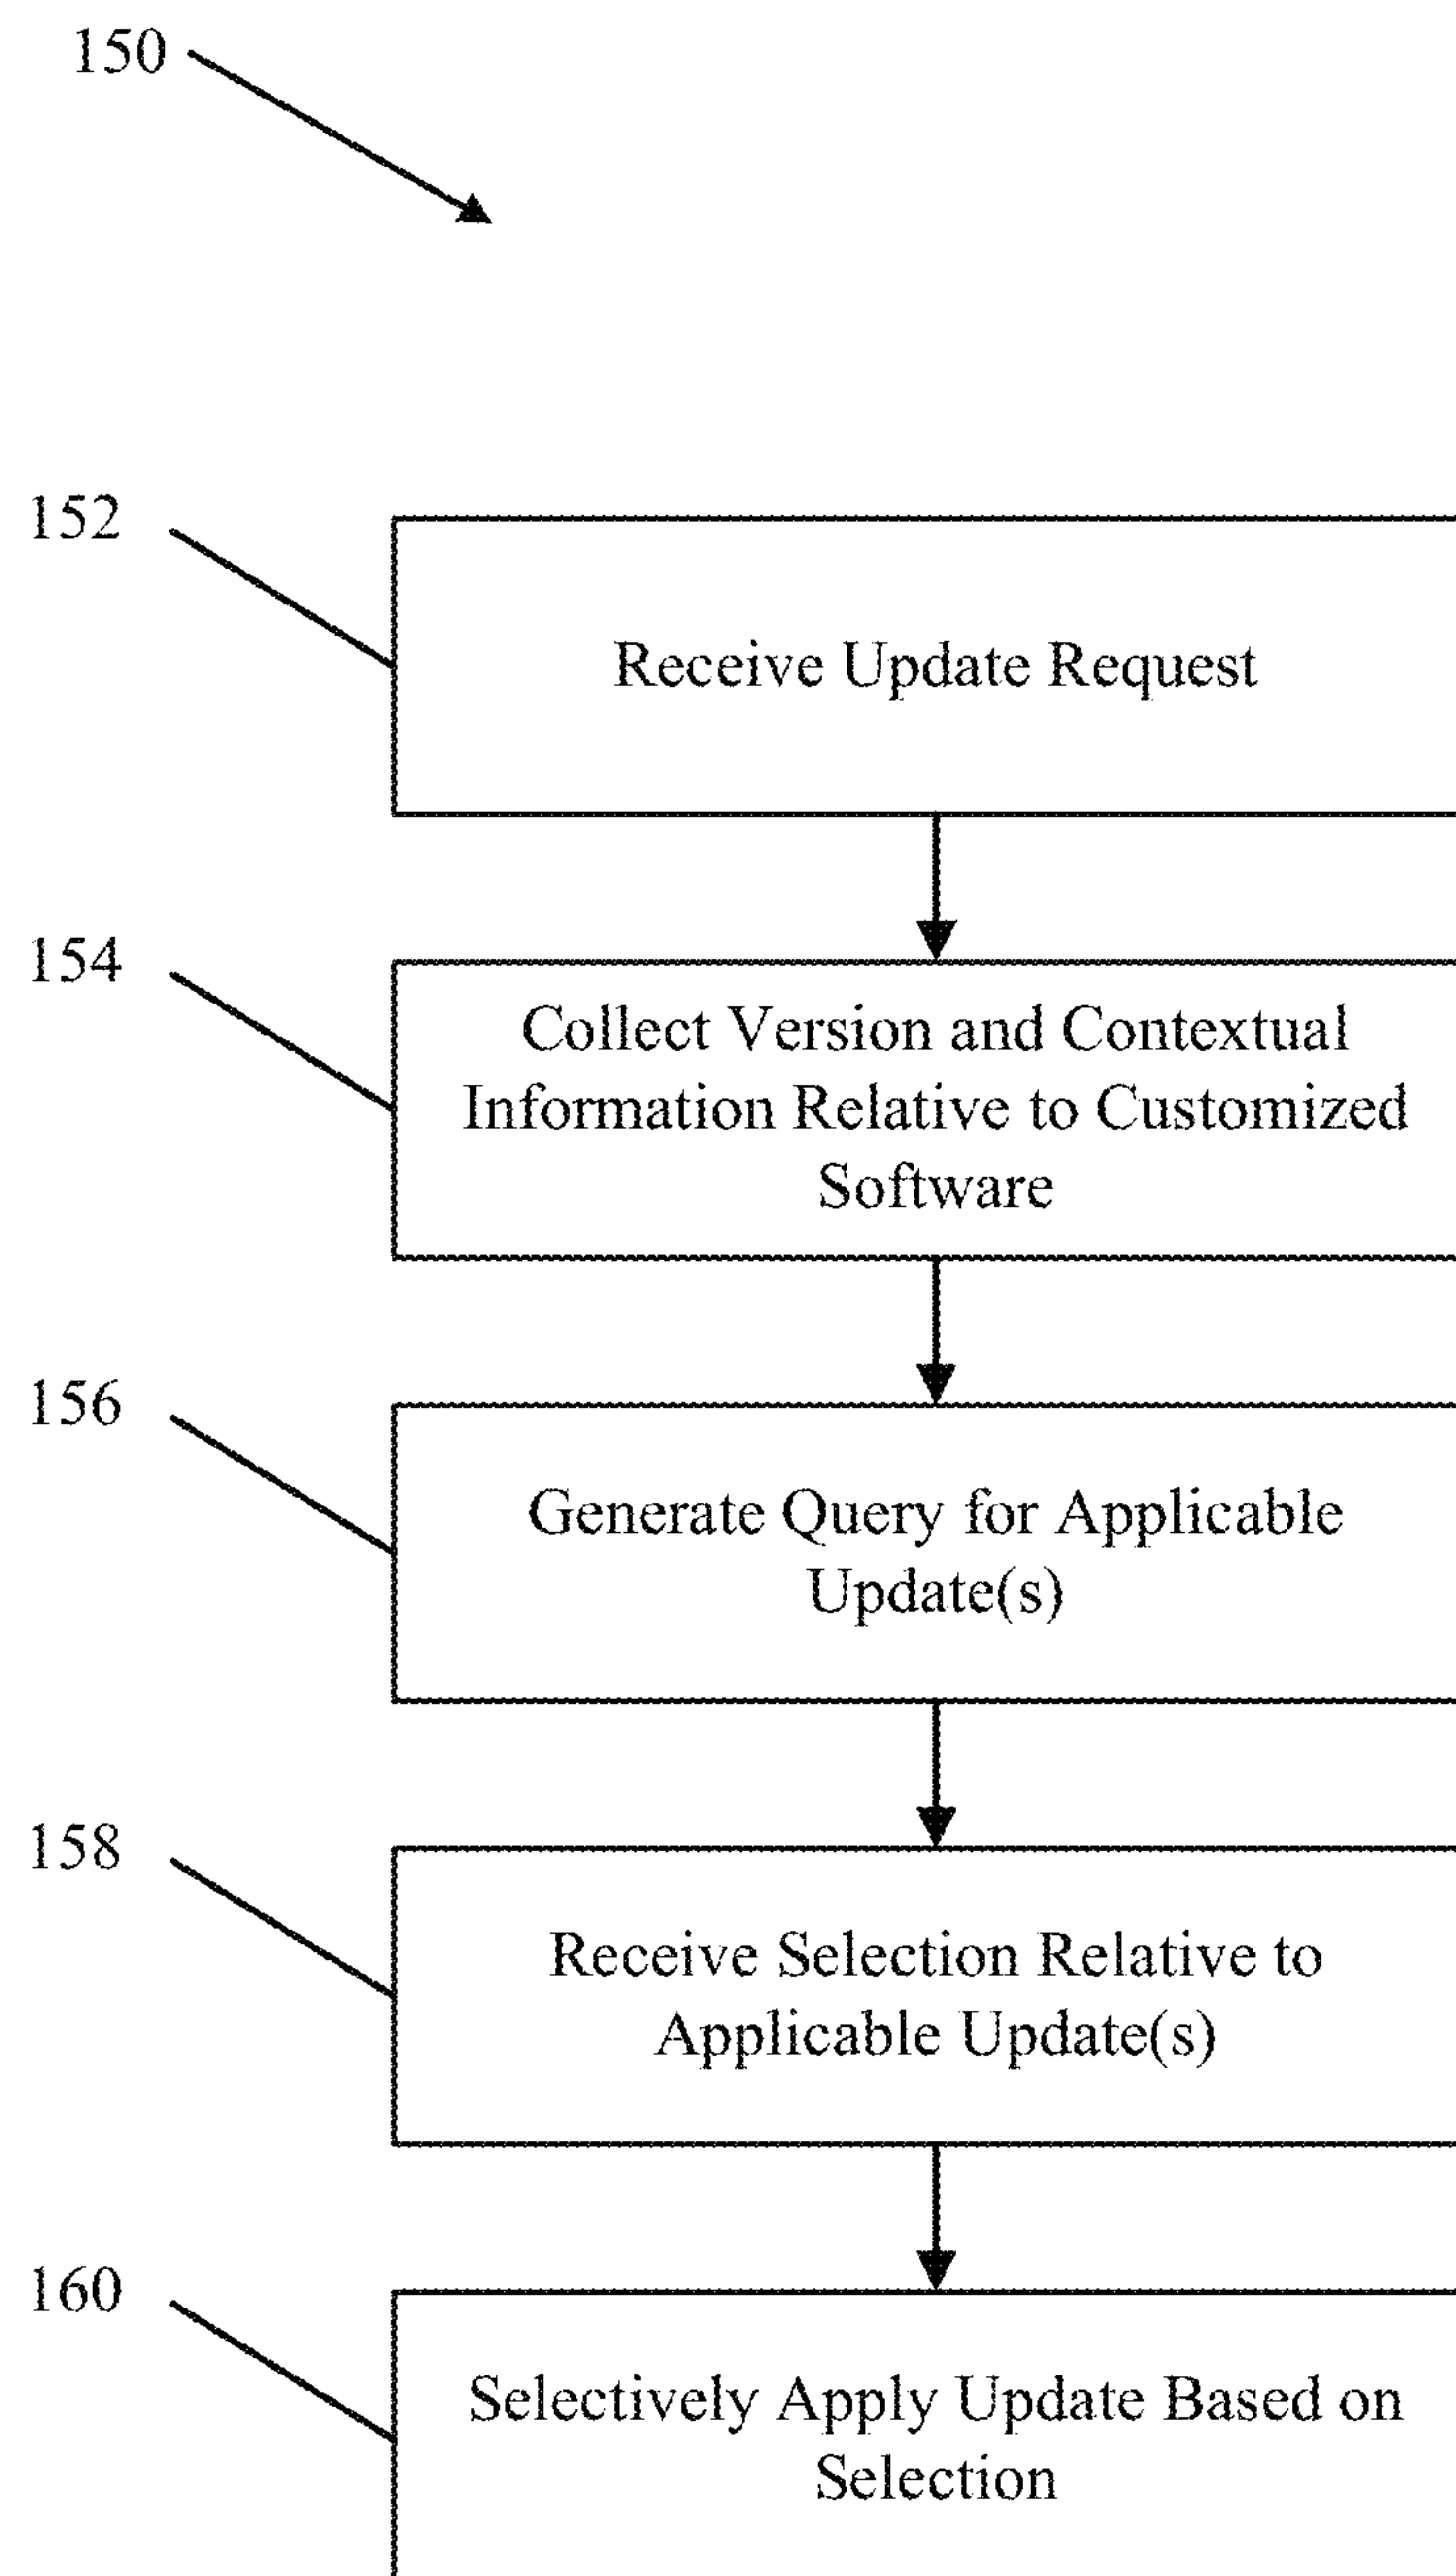 150
152
Receive Update Request
154
Collect Version and Contextual
Information Relative to Customized
Software
156
Generate Query for Applicable
Update(s)
158
Receive Selection Relative to
Applicable Update(s)
160
Selectively Apply Update Based on
Selection